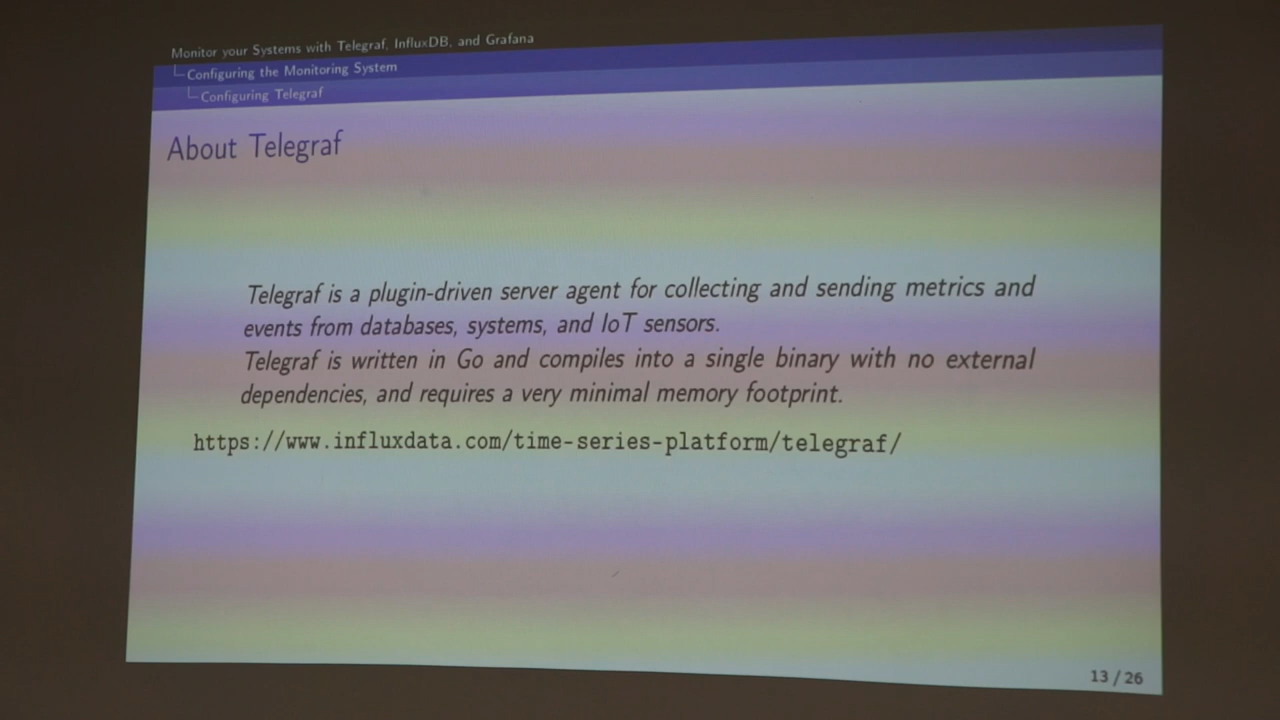 Monitor your Systems with Telegraf, InfluxDB, and Grafana
Configuring the Monitoring System
Configuring Telegraf
About Telegraf
Telegraf is a plugin-driven server agent for collecting and sending metrics and
events from databases, systems, and IoT sensors.
Telegraf is written in Go and compiles into a single binary with no external
dependencies, and requires a very minimal memory footprint.
https://www.influxdata.com/time-series-platform/telegraf/
13 / 26